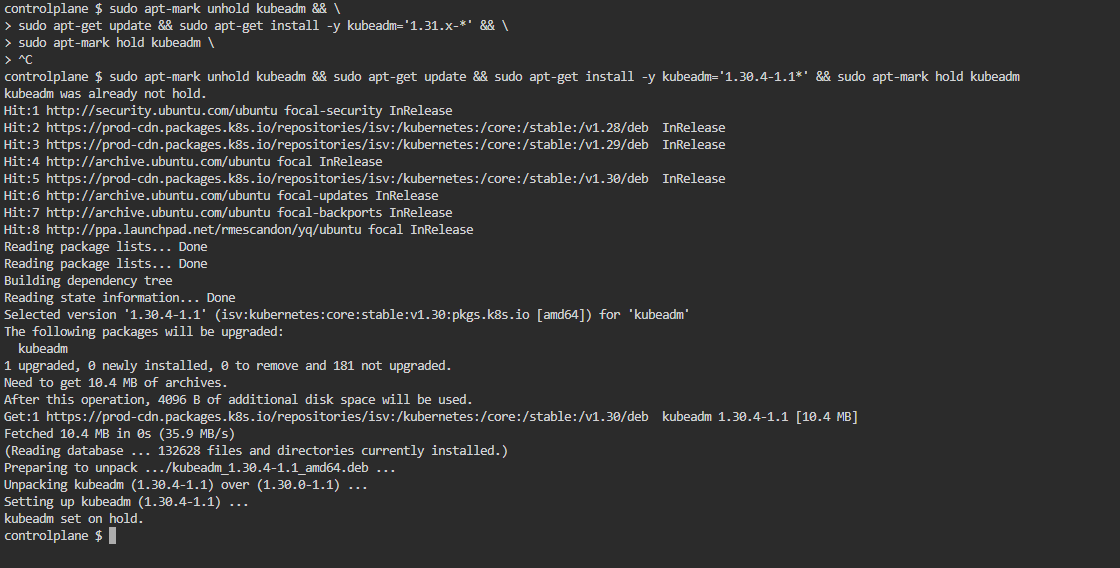 controlplane $ sudo apt-mark unhold kubeadm && \
> sudo apt-get update && sudo apt-get install -y kubeadm='1.31.x-*' && \
> sudo apt-mark hold kubeadm \
> ^C
controlplane $ sudo apt-mark unhold kubeadm && sudo apt-get update && sudo apt-get install -y kubeadm='1.30.4-1.1*' && sudo apt-mark hold kubeadm
kubeadm was already not hold.
Hit:1 http://security.ubuntu.com/ubuntu focal-security InRelease
Hit:2 https://prod-cdn.packages.k8s.io/repositories/isv:/kubernetes:/core:/stable:/v1.28/deb  InRelease
Hit:3 https://prod-cdn.packages.k8s.io/repositories/isv:/kubernetes:/core:/stable:/v1.29/deb  InRelease
Hit:4 http://archive.ubuntu.com/ubuntu focal InRelease
Hit:5 https://prod-cdn.packages.k8s.io/repositories/isv:/kubernetes:/core:/stable:/v1.30/deb  InRelease
Hit:6 http://archive.ubuntu.com/ubuntu focal-updates InRelease
Hit:7 http://archive.ubuntu.com/ubuntu focal-backports InRelease
Hit:8 http://ppa.launchpad.net/rmescandon/yq/ubuntu focal InRelease
Reading package lists... Done
Reading package lists... Done
Building dependency tree
Reading state information... Done
Selected version '1.30.4-1.1' (isv:kubernetes:core:stable:v1.30:pkgs.k8s.io [amd64]) for 'kubeadm'
The following packages will be upgraded:
  kubeadm
1 upgraded, 0 newly installed, 0 to remove and 181 not upgraded.
Need to get 10.4 MB of archives.
After this operation, 4096 B of additional disk space will be used.
Get:1 https://prod-cdn.packages.k8s.io/repositories/isv:/kubernetes:/core:/stable:/v1.30/deb  kubeadm 1.30.4-1.1 [10.4 MB]
Fetched 10.4 MB in 0s (35.9 MB/s)
(Reading database ... 132628 files and directories currently installed.)
Preparing to unpack .../kubeadm_1.30.4-1.1_amd64.deb ...
Unpacking kubeadm (1.30.4-1.1) over (1.30.0-1.1) ...
Setting up kubeadm (1.30.4-1.1) ...
kubeadm set on hold.
controlplane $